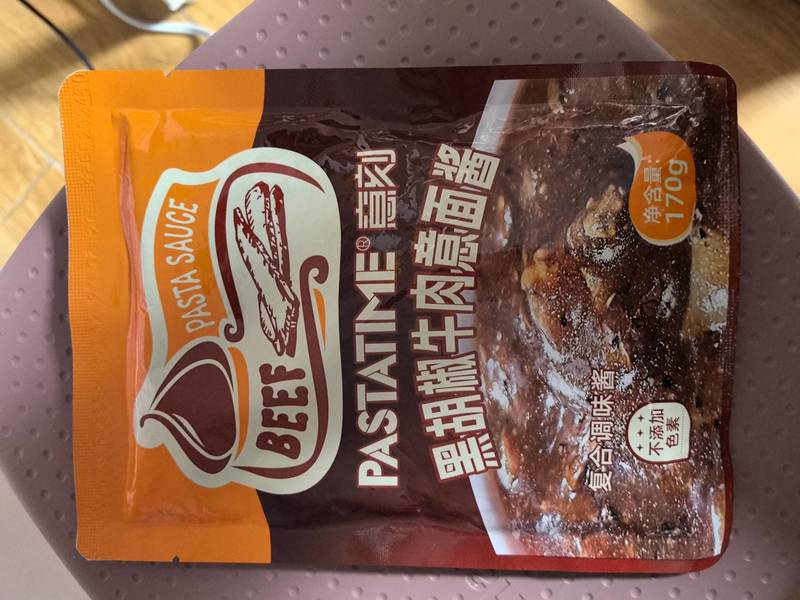 PASTA SAUCE
BEEF
PASTATIME® 意刻
黑胡椒牛肉意面酱
净含量:
170g
复合调味酱
不添加
色素